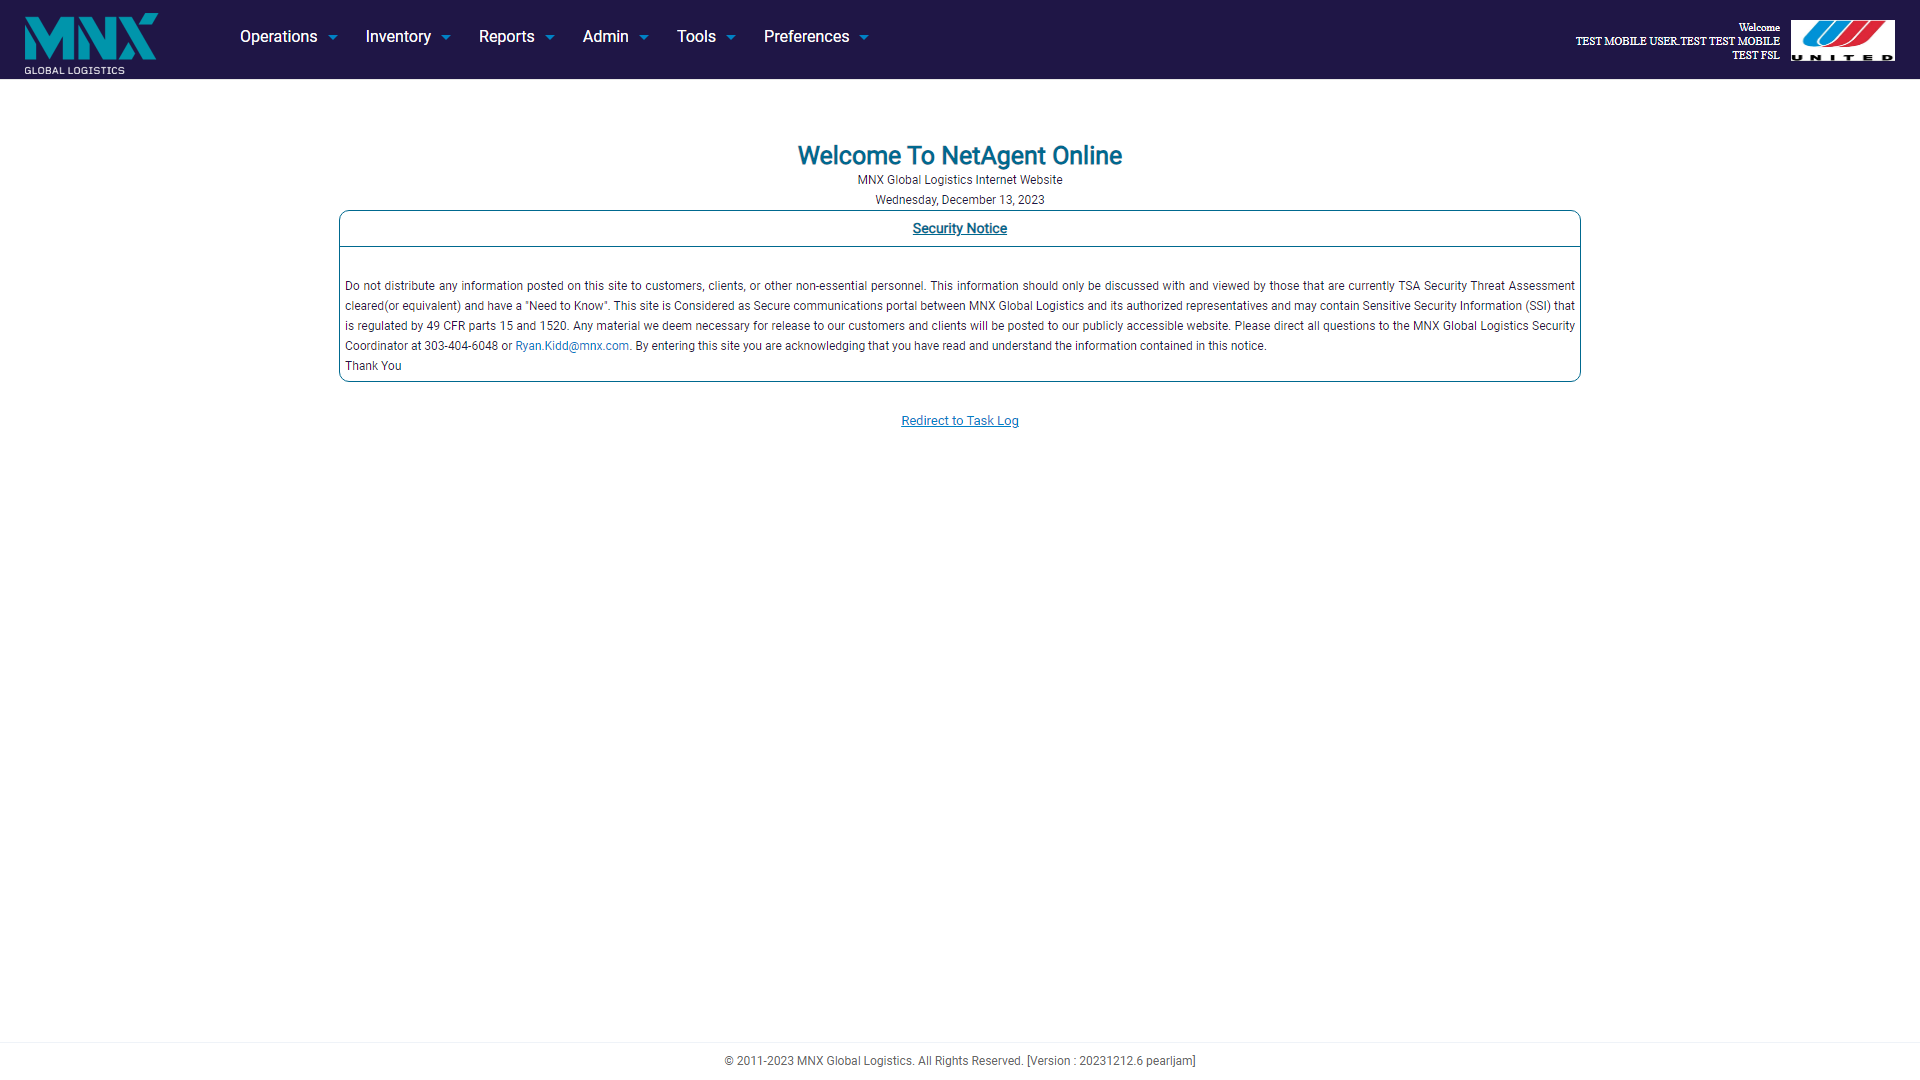 MNX
GLOBAL LOGISTICS
Operations Inventory Reports Admin Tools Preferences
Welcome
TEST MOBILE USER.TEST TEST MOBILE
TEST FSL
UNITED
Welcome To NetAgent Online
MNX Global Logistics Internet Website
Wednesday, December 13, 2023
Security Notice
Do not distribute any information posted on this site to customers, clients, or other non-essential personnel. This information should only be discussed with and viewed by those that are currently TSA Security Threat Assessment
cleared(or equivalent) and have a "Need to Know". This site is Considered as Secure communications portal between MNX Global Logistics and its authorized representatives and may contain Sensitive Security Information (SSI) that
is regulated by 49 CFR parts 15 and 1520. Any material we deem necessary for release to our customers and clients will be posted to our publicly accessible website. Please direct all questions to the MNX Global Logistics Security
Coordinator at 303-404-6048 or Ryan.Kidd@mnx.com. By entering this site you are acknowledging that you have read and understand the information contained in this notice.
Thank You
Redirect to Task Log
© 2011-2023 MNX Global Logistics. All Rights Reserved. [Version : 20231212.6 pearljam]